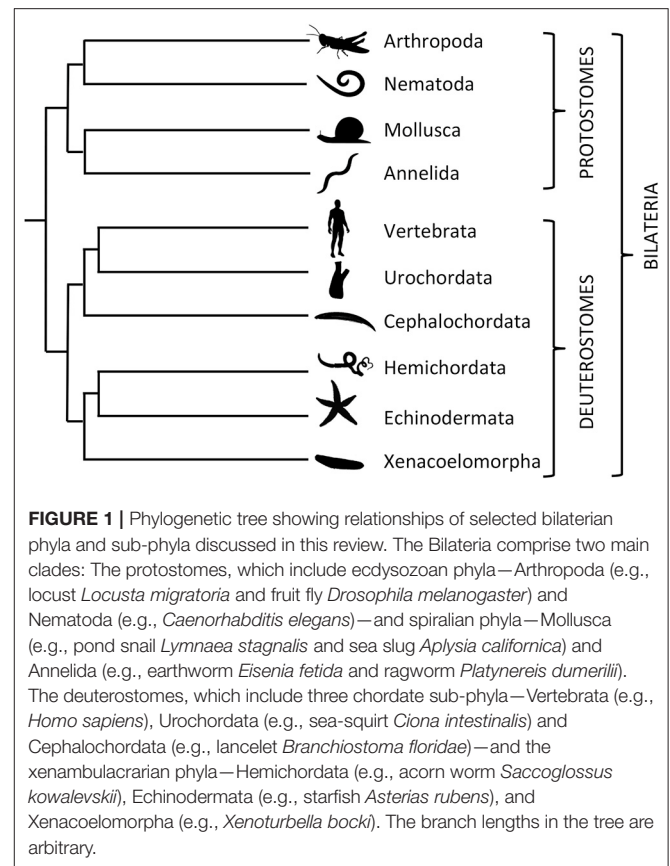 Arthropoda
Nematoda
Mollusca
Annelida
PROTOSTOMES
Vertebrata
Urochordata
Cephalochordata
Hemichordata
Echinodermata
Xenacoelomorpha
DEUTEROSTOMES
BILATERIA
FIGURE 1 | Phylogenetic tree showing relationships of selected bilaterian
phyla and sub-phyla discussed in this review. The Bilateria comprise two main
clades: The protostomes, which include ecdysozoan phyla—Arthropoda (e.g.,
locust Locusta migratoria and fruit fly Drosophila melanogaster) and
Nematoda (e.g., Caenorhabditis elegans)—and spiralian phyla—Mollusca
(e.g., pond snail Lymnaea stagnalis and sea slug Aplysia californica) and
Annelida (e.g., earthworm Eisenia fetida and ragworm Platynereis dumerilii).
The deuterostomes, which include three chordate sub-phyla—Vertebrata (e.g.,
Homo sapiens), Urochordata (e.g., sea-squirt Ciona intestinalis) and
Cephalochordata (e.g., lancelet Branchiostoma floridae)—and the
xenambulacrarian phyla—Hemichordata (e.g., acorn worm Saccoglossus
kowalevskii), Echinodermata (e.g., starfish Asterias rubens), and
Xenacoelomorpha (e.g., Xenoturbella bocki). The branch lengths in the tree are
arbitrary.